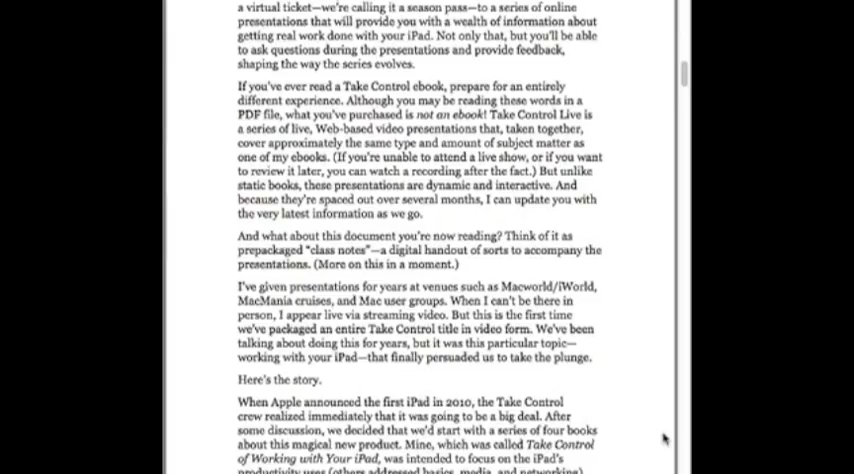 a virtual ticket—we're calling it a season pass—to a series of online
presentations that will provide you with a wealth of information about
getting real work done with your iPad. Not only that, but you'll be able
to ask questions during the presentations and provide feedback,
shaping the way the series evolves.
If you've ever read a Take Control ebook, prepare for an entirely
different experience. Although you may be reading these words in a
PDF file, what you've purchased is not an ebook! Take Control Live is
a series of live, Web-based video presentations that, taken together,
cover approximately the same type and amount of subject matter as
one of my ebooks. (If you're unable to attend a live show, or if you want
to review it later, you can watch a recording after the fact.) But unlike
static books, these presentations are dynamic and interactive. And
because they're spaced out over several months, I can update you with
the very latest information as we go.
And what about this document you're now reading? Think of it as
prepackaged "class notes"—a digital handout of sorts to accompany the
presentations. (More on this in a moment.)
I've given presentations for years at venues such as Macworld/iWorld,
MacMania cruises, and Mac user groups. When I can't be there in
person, I appear live via streaming video. But this is the first time
we've packaged an entire Take Control title in video form. We've been
talking about doing this for years, but it was this particular topic—
working with your iPad—that finally persuaded us to take the plunge.
Here's the story.
When Apple announced the first iPad in 2010, the Take Control
crew realized immediately that it was going to be a big deal. After
some discussion, we decided that we'd start with a series of four books
about this magical new product. Mine, which was called Take Control
of Working with Your iPad, was intended to focus on the iPad's
productivity uses (others addressed basics, media, and networking)